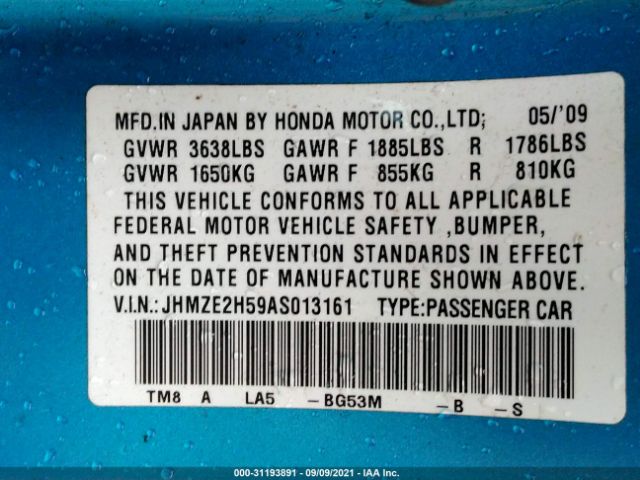 MFD.IN JAPAN BY HONDA MOTOR CO.,LTD; 05/'09
GVWR 3638LBS GAWR F 1885LBS R 1786LBS
GVWR 1650KG GAWR F 855KG R 810KG
THIS VEHICLE CONFORMS TO ALL APPLICABLE
FEDERAL MOTOR VEHICLE SAFETY ,BUMPER,
AND THEFT PREVENTION STANDARDS IN EFFECT
ON THE DATE OF MANUFACTURE SHOWN ABOVE.
V.I.N.: JHMZE2H59AS013161 TYPE:PASSENGER CAR
TM8 A LA5 -BG53M -B -S
000-31193891 - 09/09/2021 - IAA Inc.